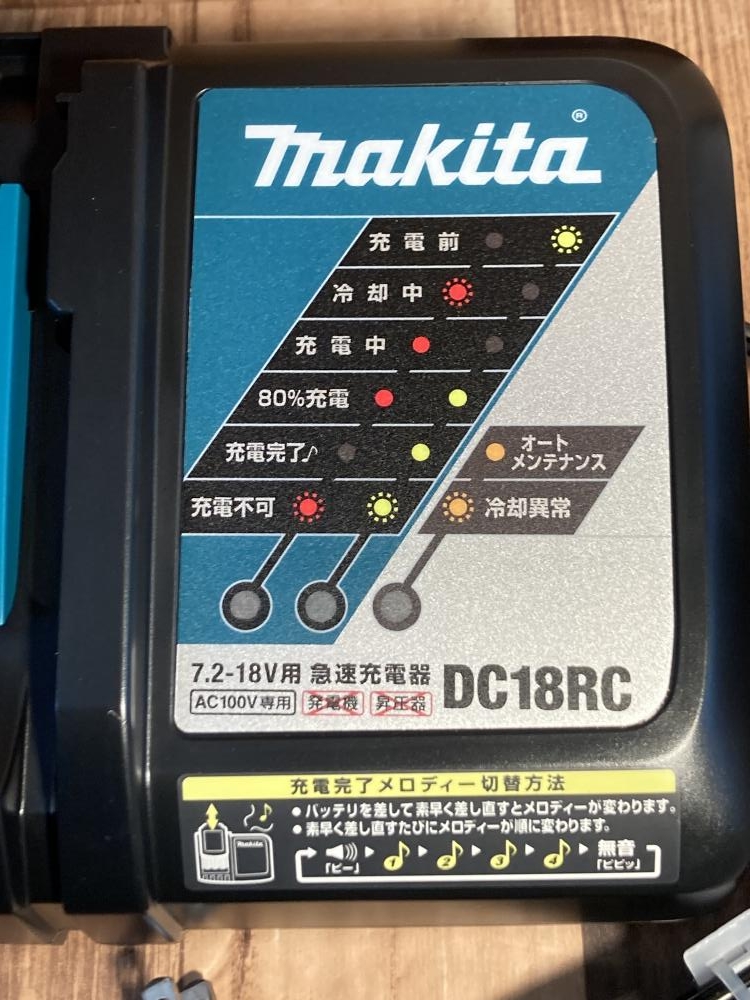 makita®
充電前
冷却中
充電中
80%充電
充電完了♪
オート
メンテナンス
充電不可
冷却異常
7.2-18V用 急速充電器 DC18RC
AC100V専用 発電機 昇圧器
充電完了メロディー切替方法
●バッテリを差して素早く差し直すとメロディーが変わります。
●素早く差し直すたびにメロディーが順に変わります。
makita
1 2 3 4 無音
「ピー」 「ピピッ」